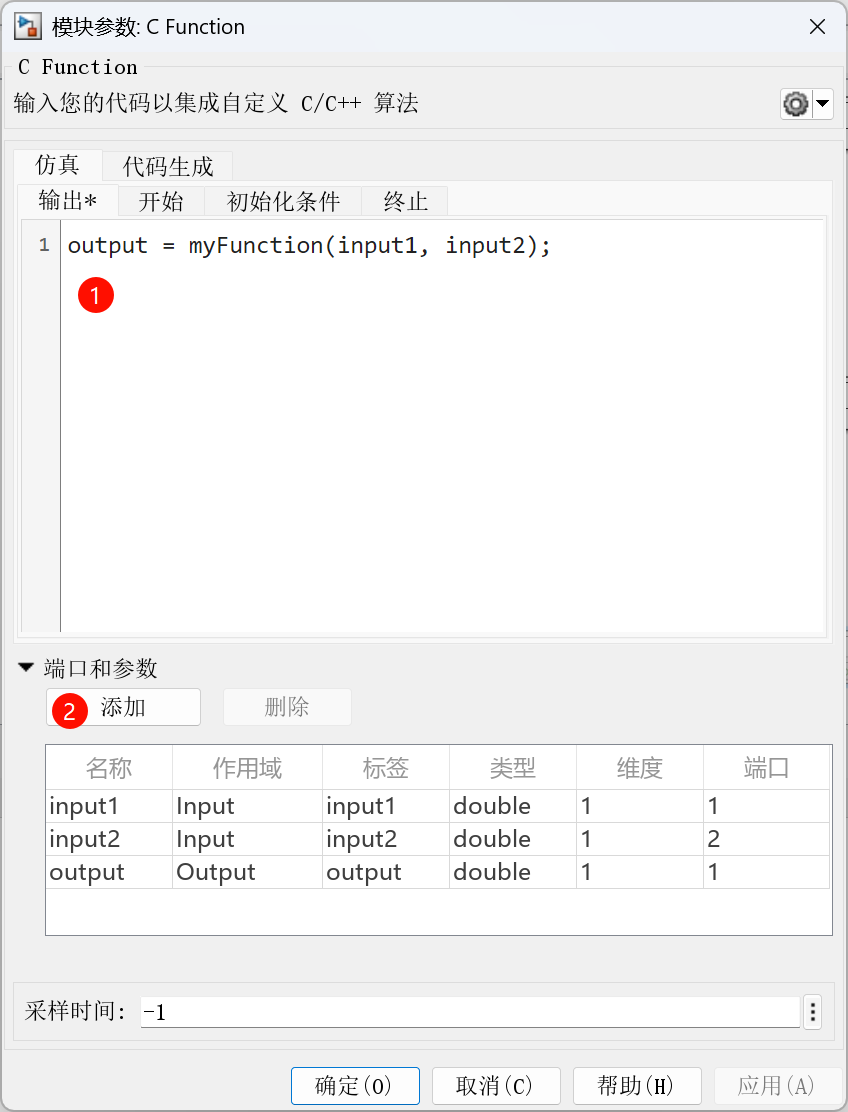 模块参数: C Function
C Function
输入您的代码以集成自定义 C/C++ 算法
仿真 代码生成
输出* 开始 初始化条件 终止
1 output = myFunction(input1, input2);
1
端口和参数
2 添加 删除
名称 作用域 标签 类型 维度 端口
input1 Input input1 double 1 1
input2 Input input2 double 1 2
output Output output double 1 1
采样时间: -1
确定(O) 取消(C) 帮助(H) 应用(A)